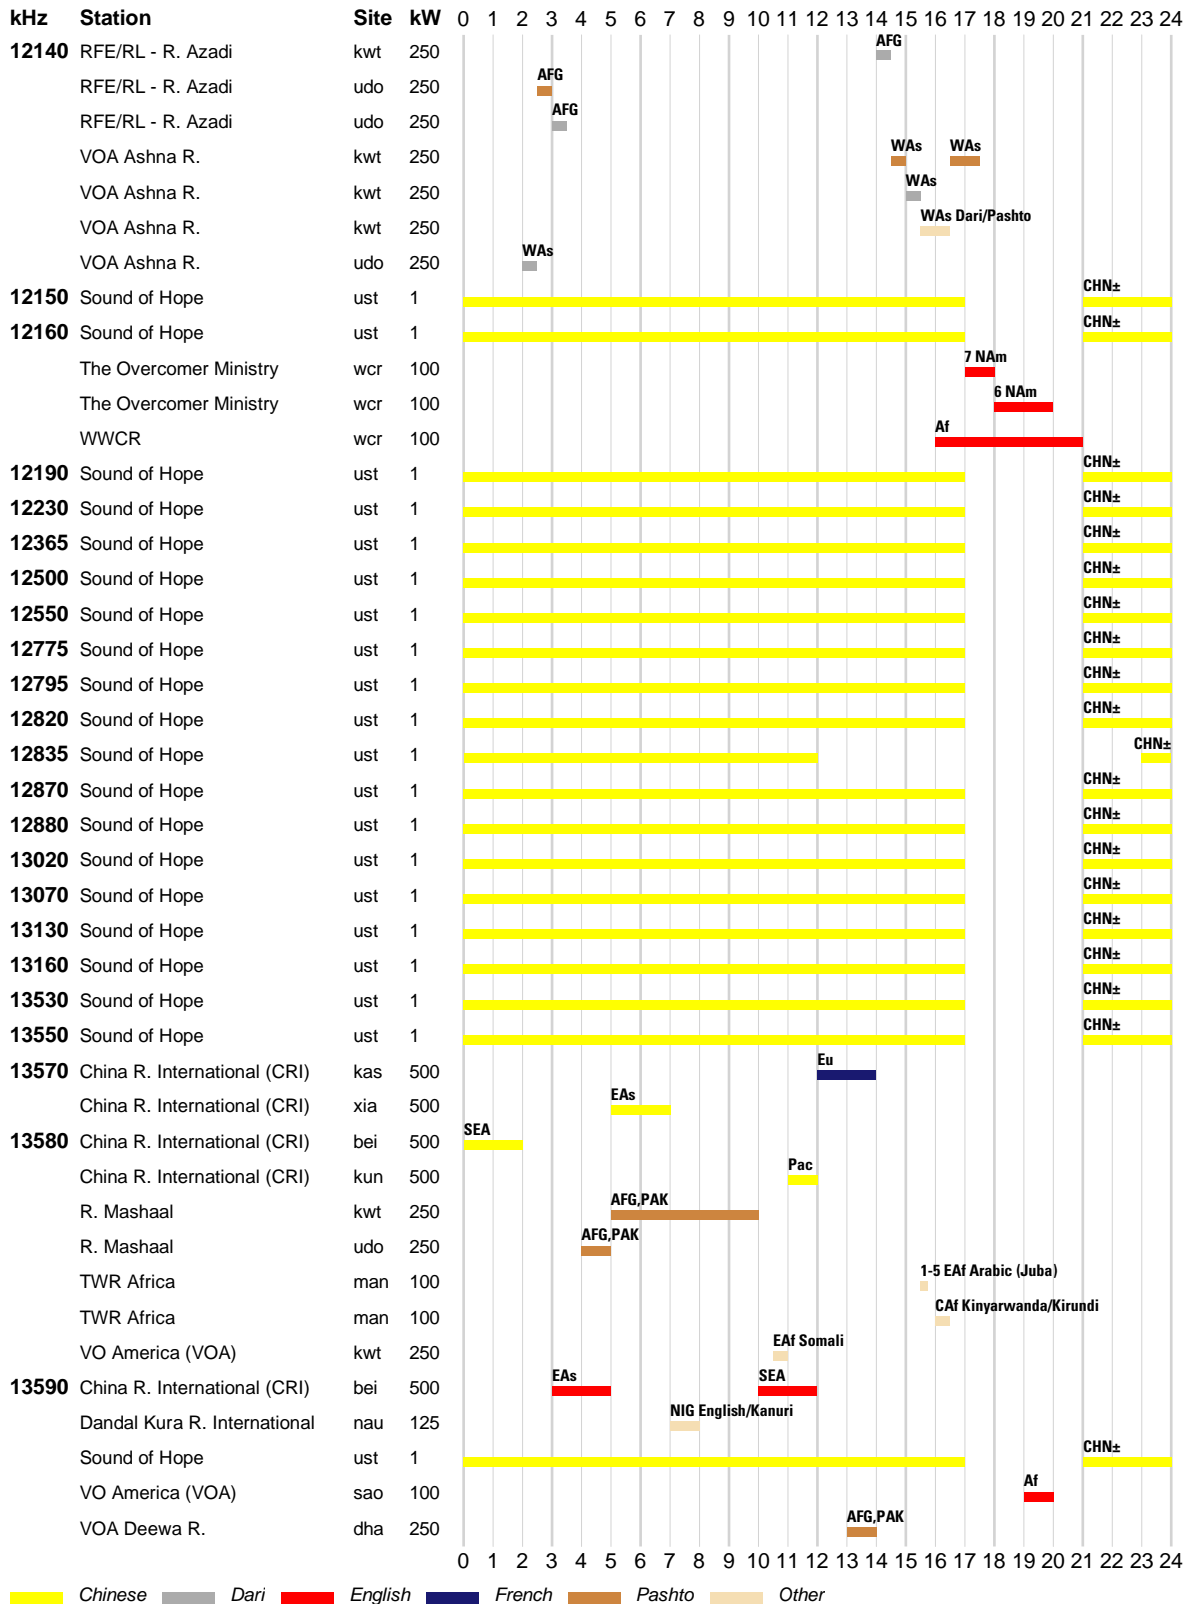 kHz Station Site kW 0 1 2 3 4 5 6 7 8 9 10 11 12 13 14 15 16 17 18 19 20 21 22 23 24
12140 RFE/RL - R. Azadi kwt 250 AFG
RFE/RL - R. Azadi udo 250 AFG
RFE/RL - R. Azadi udo 250 AFG
VOA Ashna R. kwt 250 WAs WAs
VOA Ashna R. kwt 250 WAs
VOA Ashna R. kwt 250 WAs Dari/Pashto
VOA Ashna R. udo 250 WAs
12150 Sound of Hope ust 1 CHN±
12160 Sound of Hope ust 1 CHN±
The Overcomer Ministry wcr 100 7 NAm
The Overcomer Ministry wcr 100 6 NAm
WWCR wcr 100 Af
12190 Sound of Hope ust 1 CHN±
12230 Sound of Hope ust 1 CHN±
12365 Sound of Hope ust 1 CHN±
12500 Sound of Hope ust 1 CHN±
12550 Sound of Hope ust 1 CHN±
12775 Sound of Hope ust 1 CHN±
12795 Sound of Hope ust 1 CHN±
12820 Sound of Hope ust 1 CHN±
12835 Sound of Hope ust 1 CHN±
12870 Sound of Hope ust 1 CHN±
12880 Sound of Hope ust 1 CHN±
13020 Sound of Hope ust 1 CHN±
13070 Sound of Hope ust 1 CHN±
13130 Sound of Hope ust 1 CHN±
13160 Sound of Hope ust 1 CHN±
13530 Sound of Hope ust 1 CHN±
13550 Sound of Hope ust 1 CHN±
13570 China R. International (CRI) kas 500 Eu
China R. International (CRI) xia 500 EAs
13580 China R. International (CRI) bei 500 SEA
China R. International (CRI) kun 500 Pac
R. Mashaal kwt 250 AFG,PAK
R. Mashaal udo 250 AFG,PAK
TWR Africa man 100 1-5 EAf Arabic (Juba)
TWR Africa man 100 CAf Kinyarwanda/Kirundi
VO America (VOA) kwt 250 EAf Somali
13590 China R. International (CRI) bei 500 EAs SEA
Dandal Kura R. International nau 125 NIG English/Kanuri
Sound of Hope ust 1 CHN±
VO America (VOA) sao 100 Af
VOA Deewa R. dha 250 AFG,PAK
0 1 2 3 4 5 6 7 8 9 10 11 12 13 14 15 16 17 18 19 20 21 22 23 24
Chinese Dari English French Pashto Other